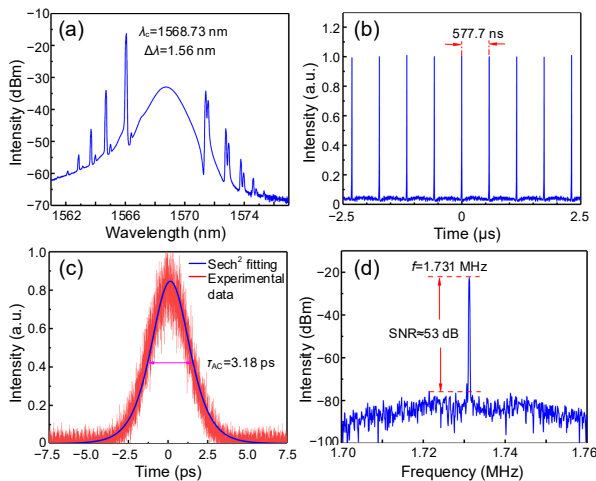 (a)
λc=1568.73 nm
Δλ=1.56 nm
Intensity (dBm)
-10
-20
-30
-40
-50
-60
-70
1562 1566 1570 1574
Wavelength (nm)
(b)
577.7 ns
Intensity (a.u.)
1.2
1.0
0.8
0.6
0.4
0.2
0
-2.5 0 2.5
Time (µs)
(c)
Sech² fitting
Experimental
data
τAC=3.18 ps
Intensity (a.u.)
1.0
0.8
0.6
0.4
0.2
0
-7.5 -5.0 -2.5 0 2.5 5.0 7.5
Time (ps)
(d)
f=1.731 MHz
SNR≈53 dB
Intensity (dBm)
-20
-40
-60
-80
-100
1.70 1.72 1.74 1.76
Frequency (MHz)